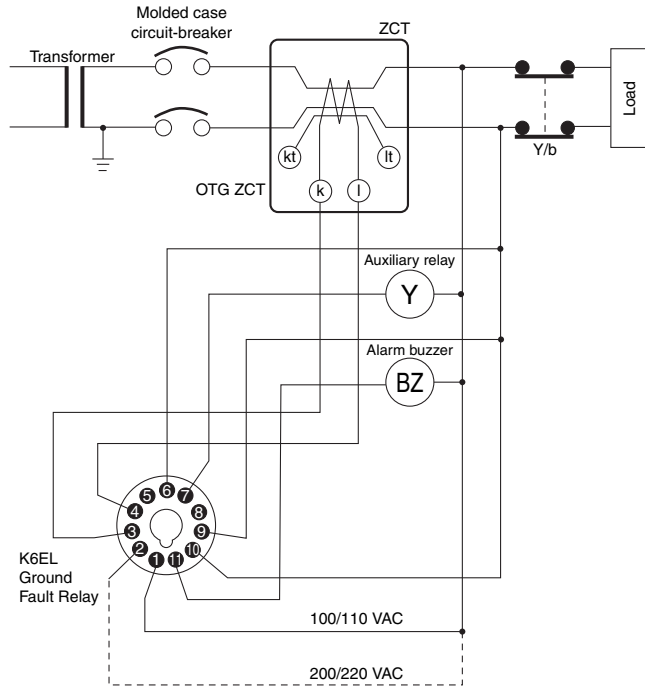 Molded case
circuit-breaker
ZCT
Transformer
Load
kt
lt
Y/b
OTG ZCT
k
l
Auxiliary relay
Y
Alarm buzzer
BZ
6
5
7
4
8
3
9
2
10
1
11
K6EL
Ground
Fault Relay
100/110 VAC
200/220 VAC